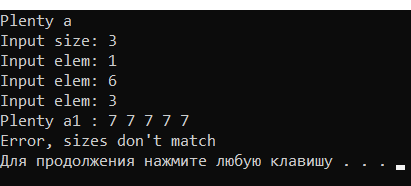 Plenty a
Input size: 3
Input elem: 1
Input elem: 6
Input elem: 3
Plenty a1 : 7 7 7 7 7
Error, sizes don't match
Для продолжения нажмите любую клавишу . . .